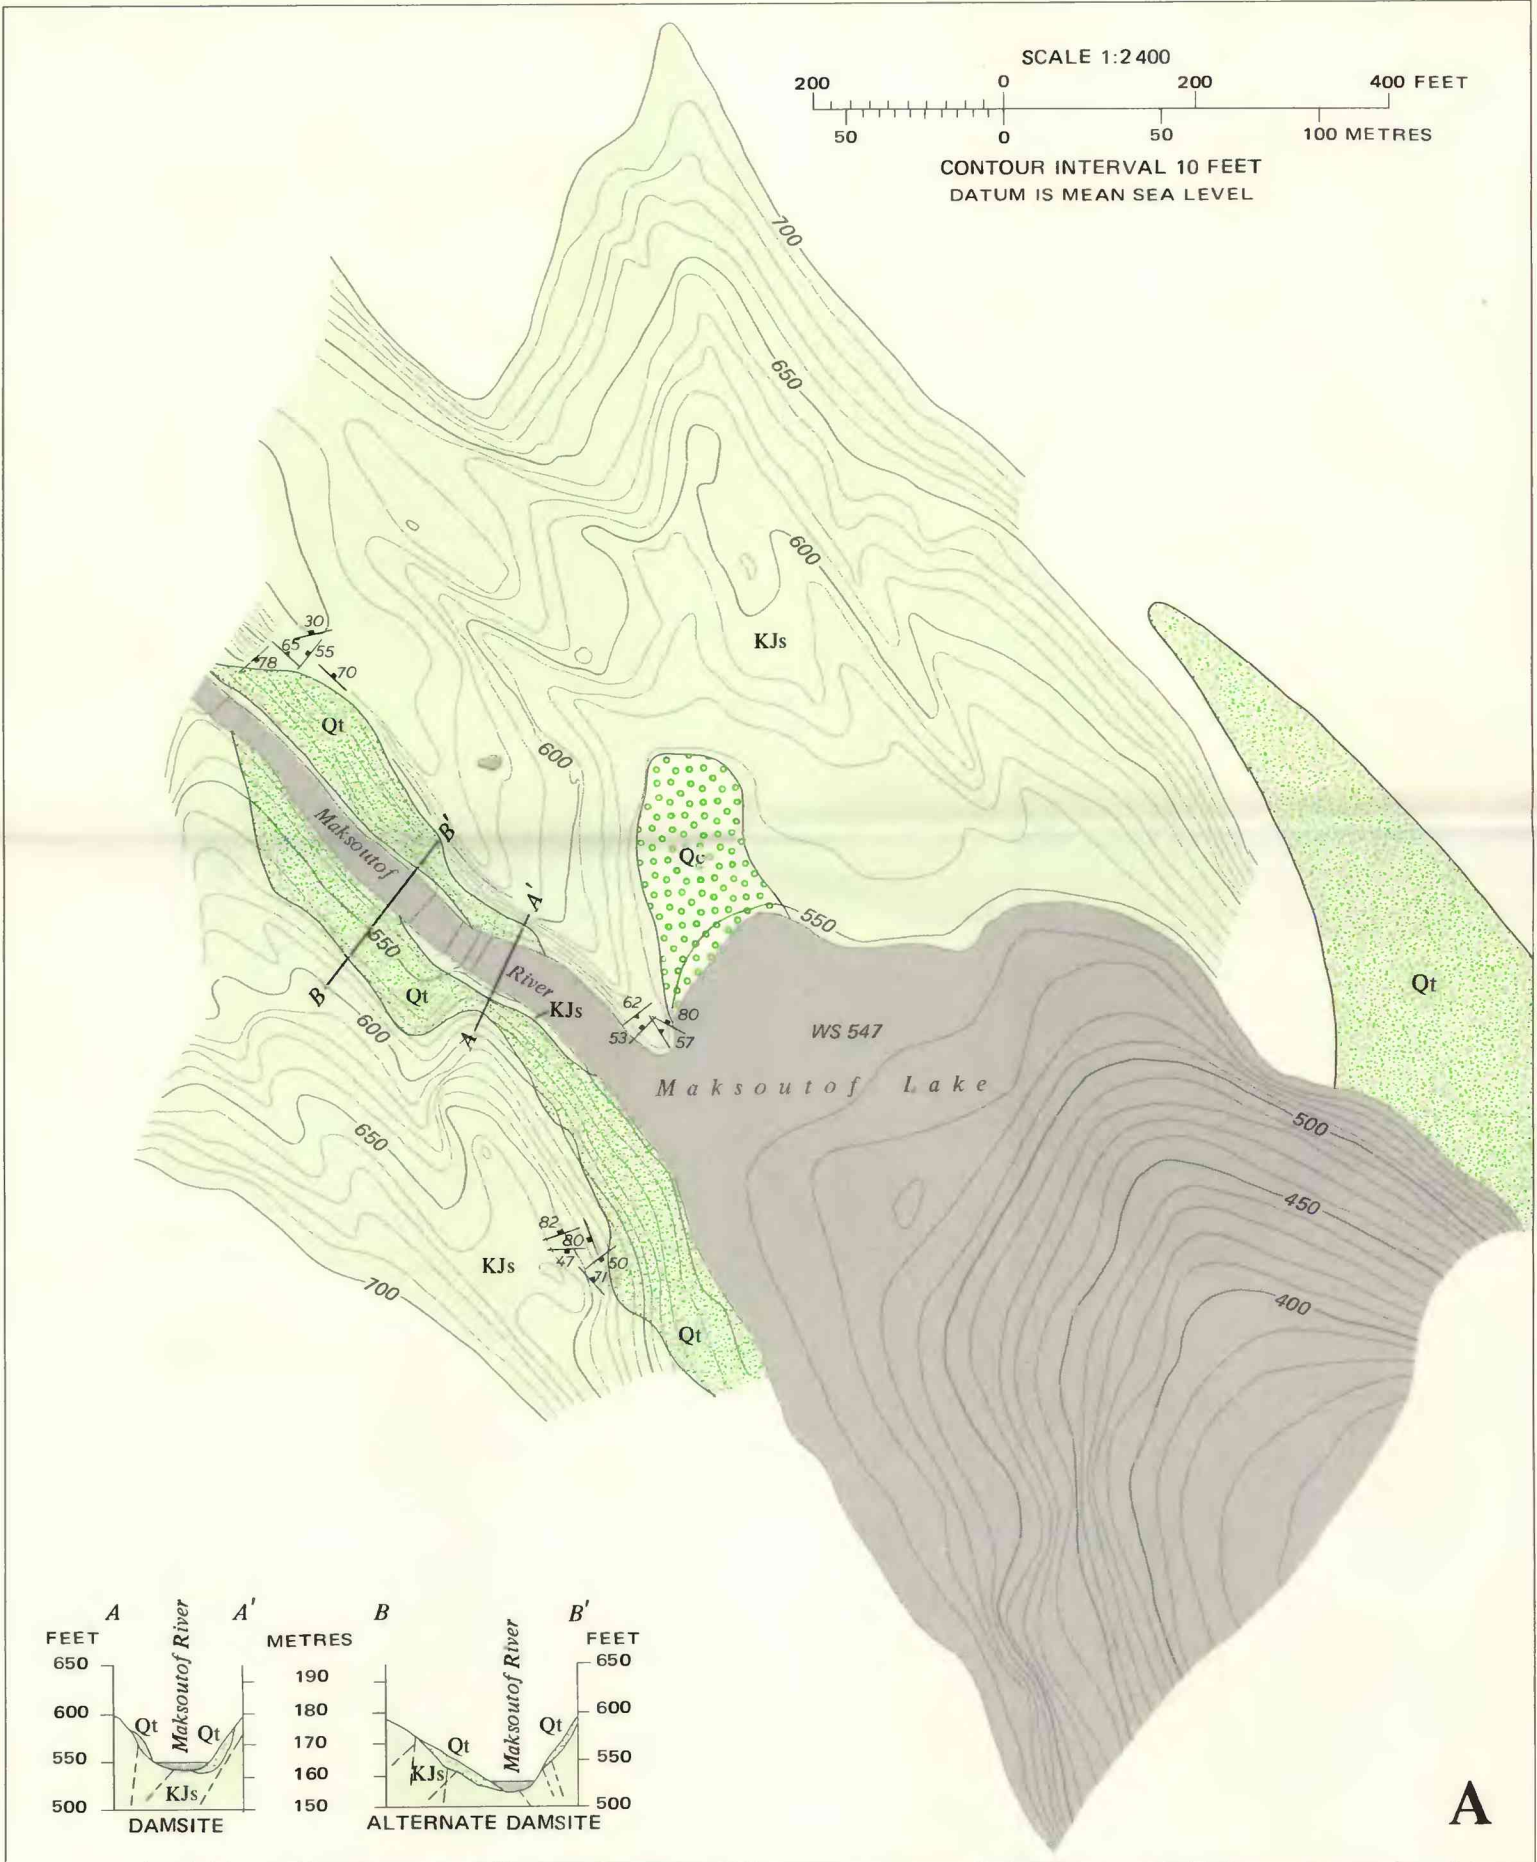 SCALE 1:2 400
200 0 200 400 FEET
50 0 50 100 METRES
CONTOUR INTERVAL 10 FEET
DATUM IS MEAN SEA LEVEL
700
650
600
KJs
30
65 55
78 70
Qt
600
Maksoutof
B'
Qc
A'
550
550
River
Qt
Qt
B
KJs
62 80
53 57
600
A
WS 547
Maksoutof Lake
500
650
450
82
80
47 50
71
KJs
700
400
Qt
A A' B B'
Maksoutof River
Maksoutof River
FEET METRES FEET
650 190 650
600 180 600
Qt Qt 170 Qt Qt
550 160 550
KJs KJs
500 150 500
DAMSITE ALTERNATE DAMSITE
A